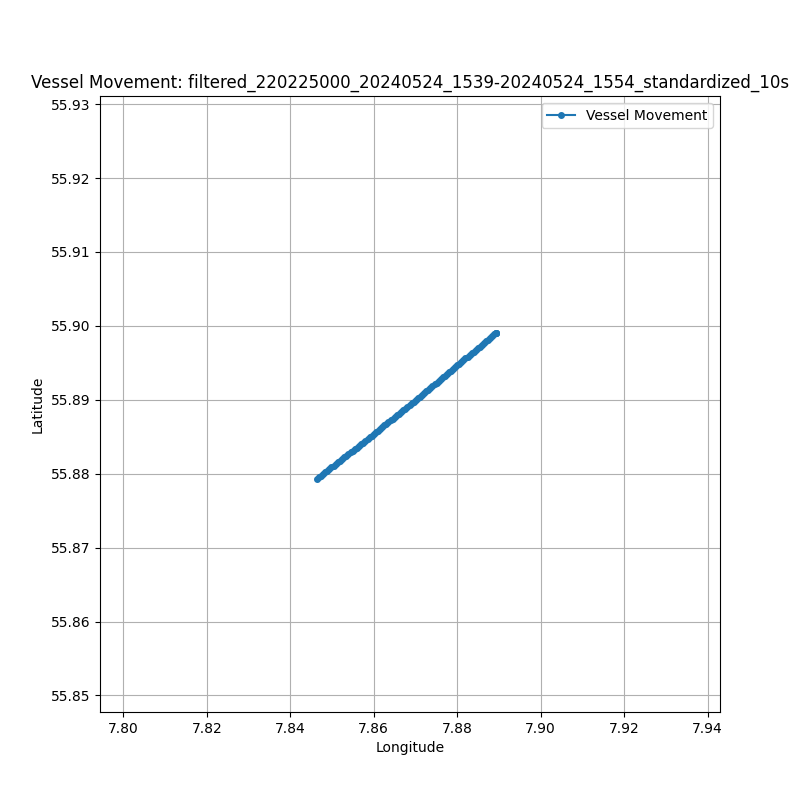 Vessel Movement: filtered_220225000_20240524_1539-20240524_1554_standardized_10s
Vessel Movement
55.93
55.92
55.91
55.90
55.89
55.88
55.87
55.86
55.85
Latitude
7.80 7.82 7.84 7.86 7.88 7.90 7.92 7.94
Longitude